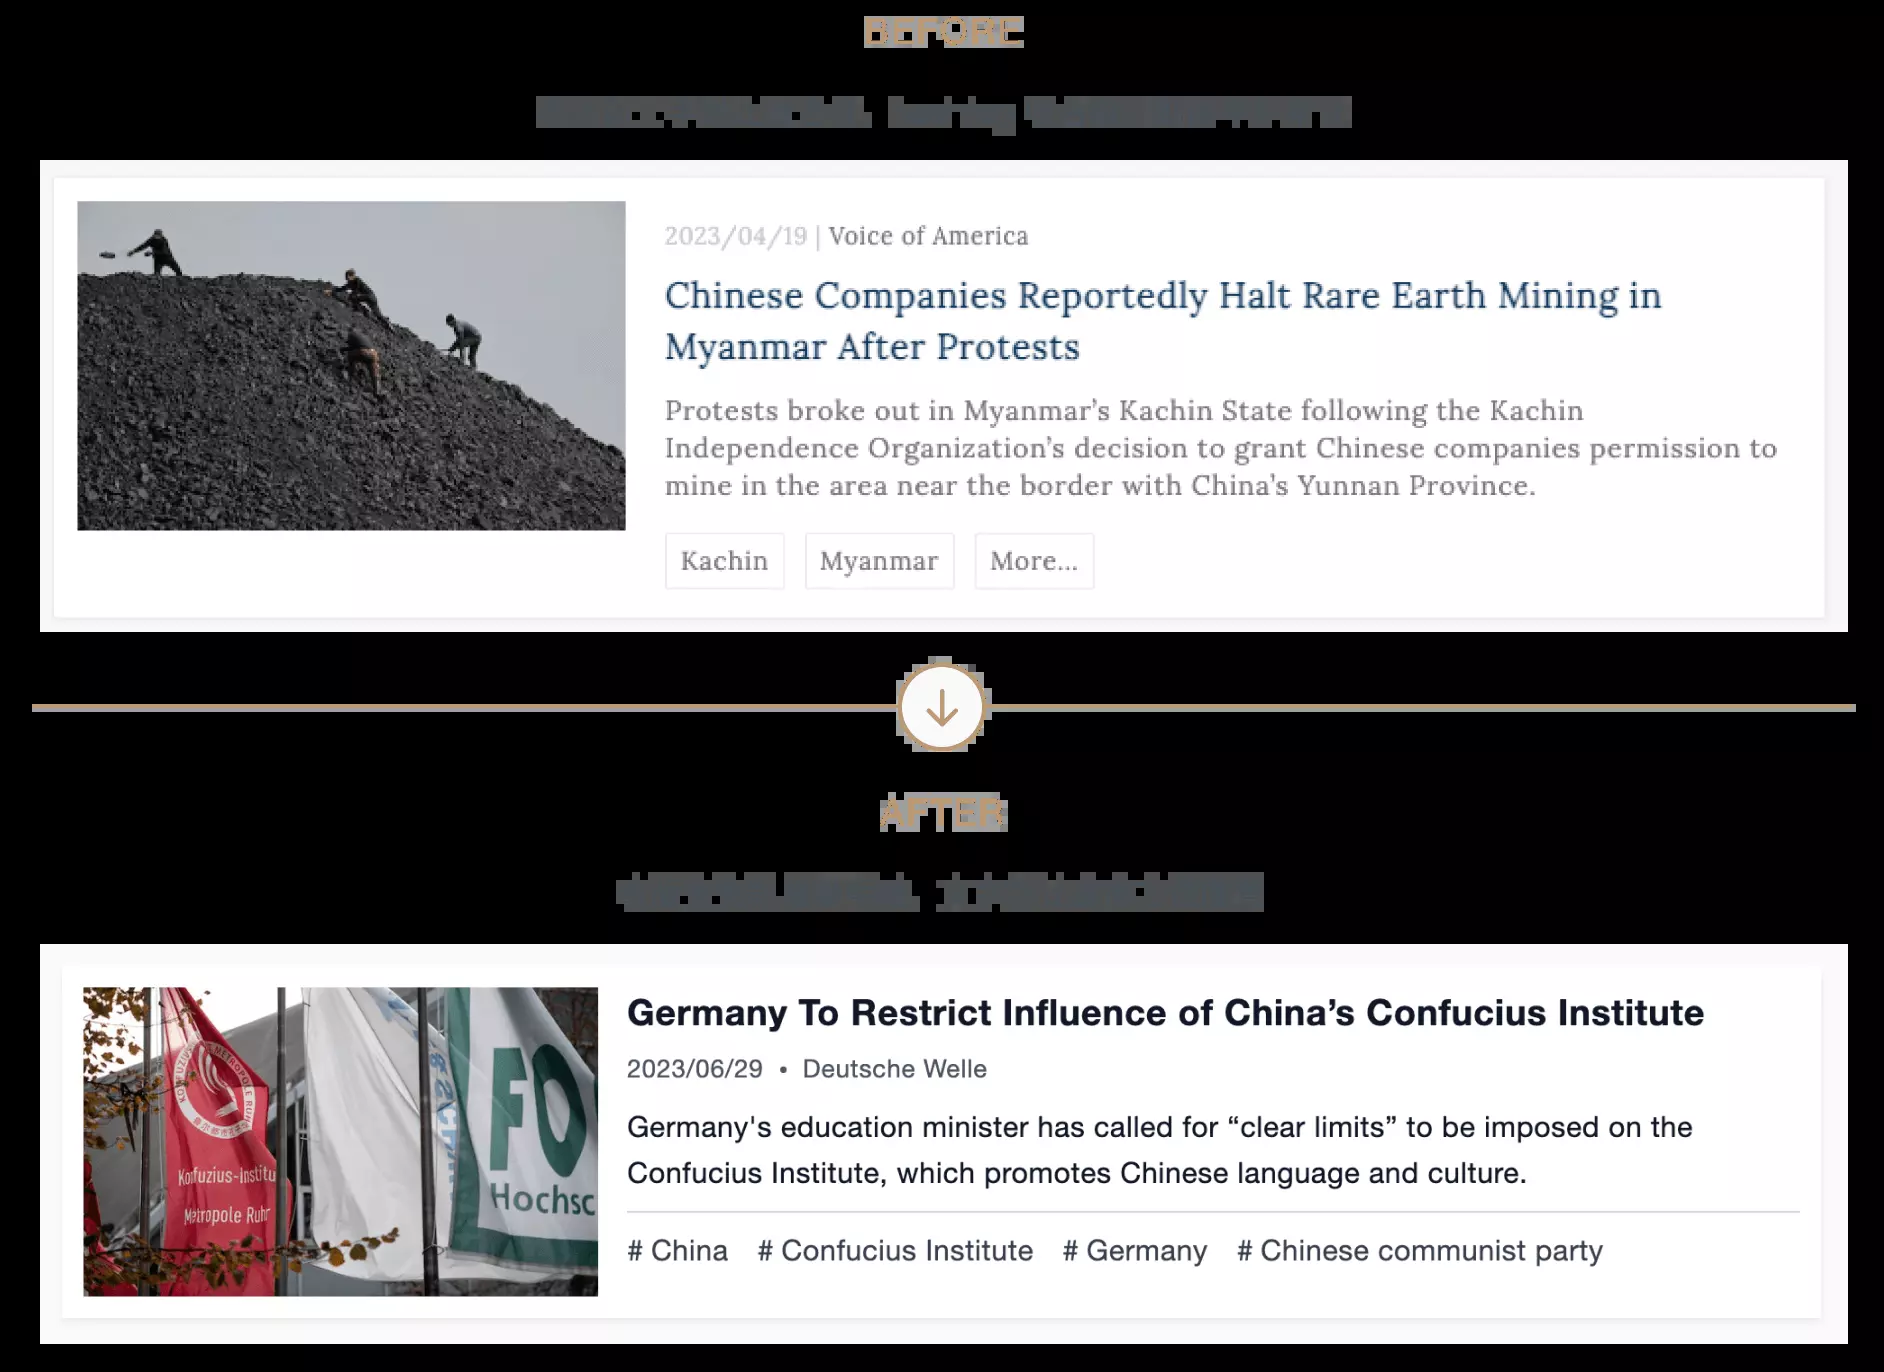 BEFORE
2023/04/19 | Voice of America
Chinese Companies Reportedly Halt Rare Earth Mining in
Myanmar After Protests
Protests broke out in Myanmar’s Kachin State following the Kachin
Independence Organization’s decision to grant Chinese companies permission to
mine in the area near the border with China’s Yunnan Province.
Kachin Myanmar More...
AFTER
Germany To Restrict Influence of China’s Confucius Institute
2023/06/29 • Deutsche Welle
Germany's education minister has called for “clear limits” to be imposed on the
Confucius Institute, which promotes Chinese language and culture.
# China # Confucius Institute # Germany # Chinese communist party
METROPOLE RUHR
Konfuzius-Institu
Metropole Ruhr
FO
Hochsc